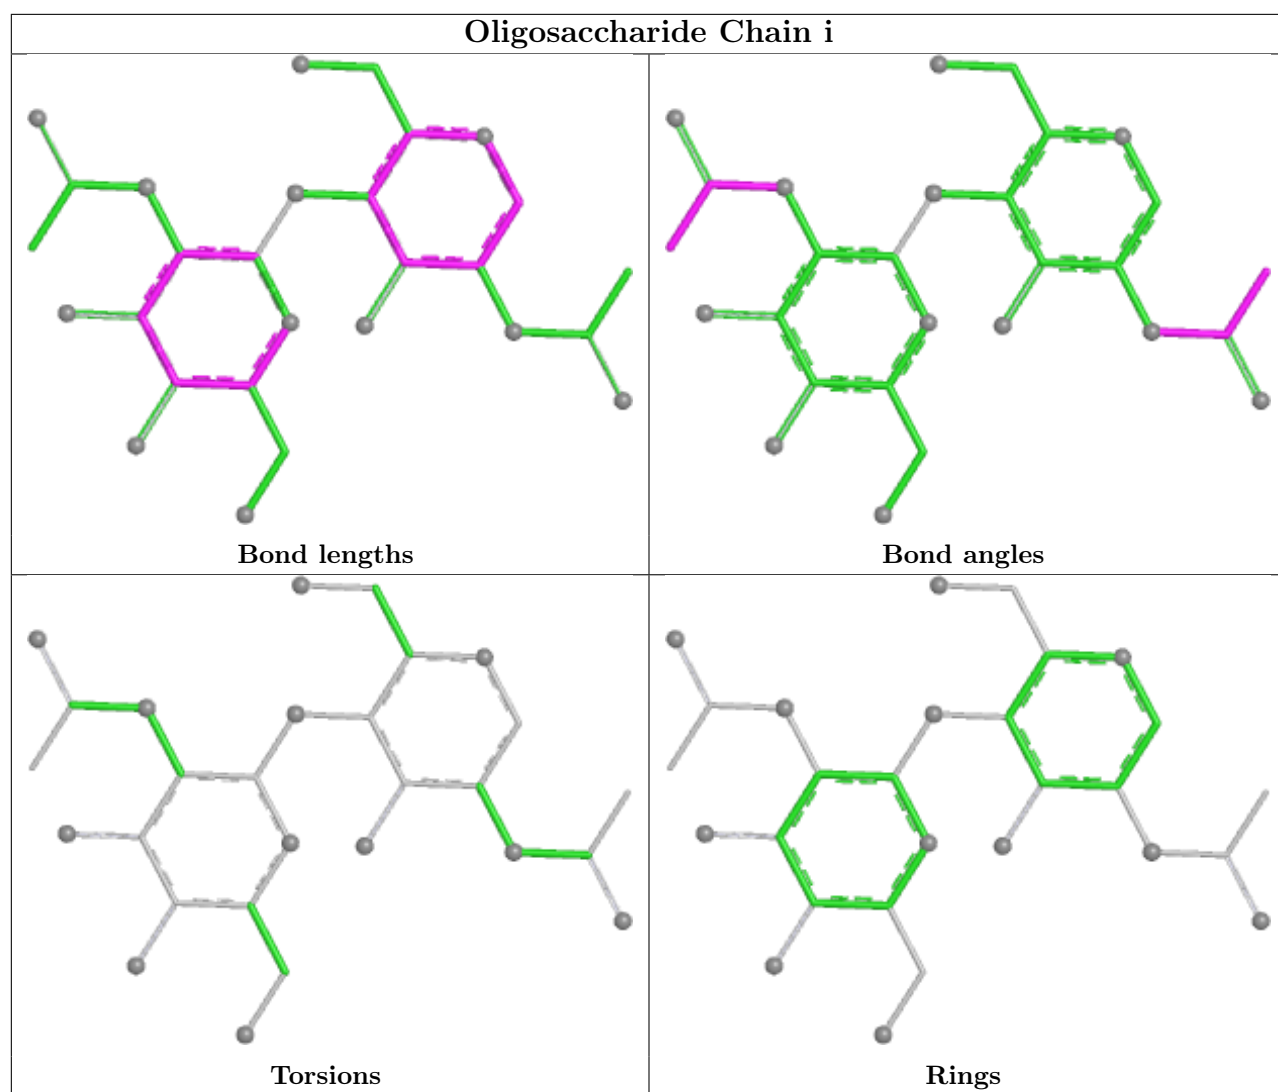 Oligosaccharide Chain i
Bond lengths
Bond angles
Torsions
Rings